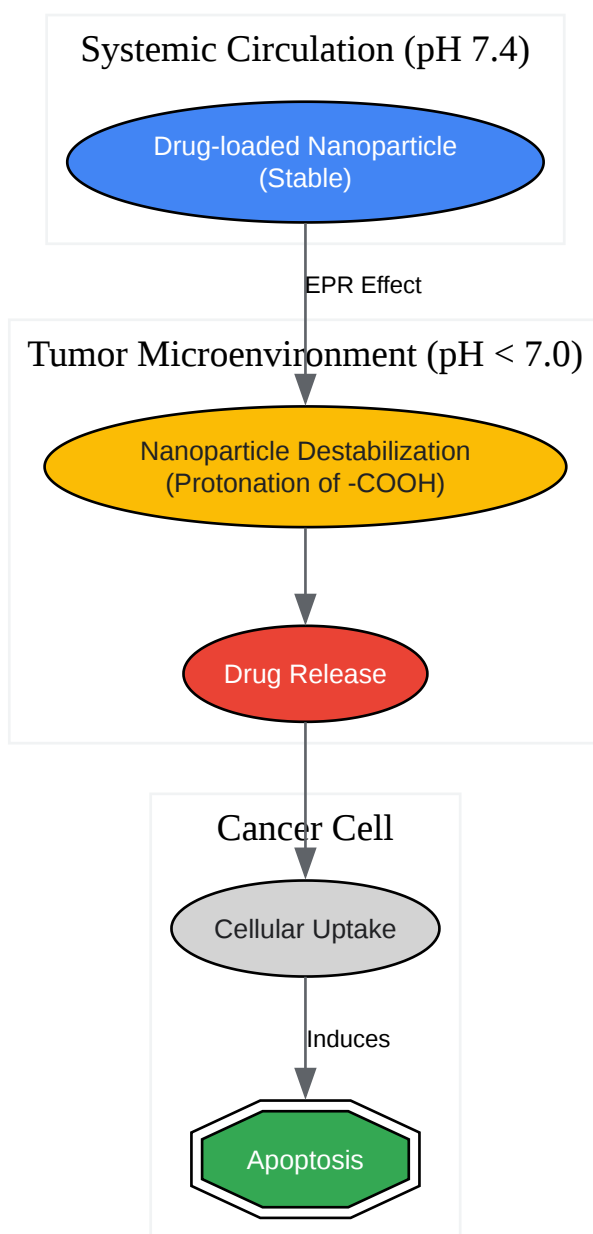 Systemic Circulation (pH 7.4)
Drug-loaded Nanoparticle
(Stable)
EPR Effect
Tumor Microenvironment (pH < 7.0)
Nanoparticle Destabilization
(Protonation of -COOH)
Drug Release
Cancer Cell
Cellular Uptake
Induces
Apoptosis